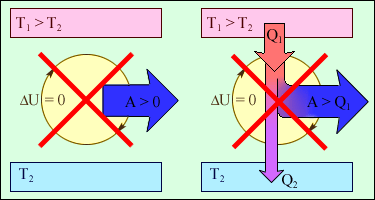 T₁ > T₂
ΔU = 0
A > 0
T₂
T₁ > T₂
Q₁
ΔU = 0
A > Q₁
T₂
Q₂